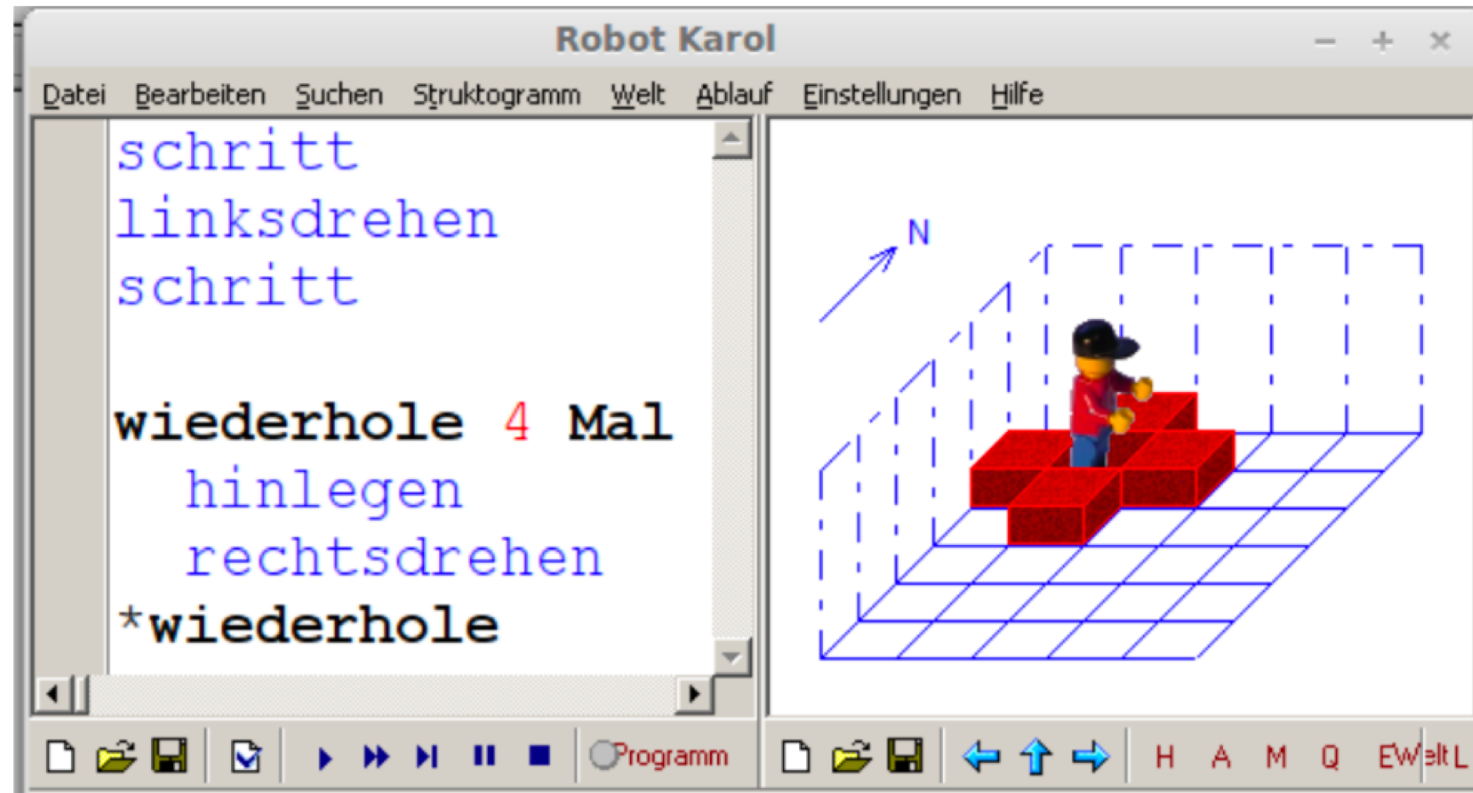 Robot Karol
Datei Bearbeiten Suchen Struktogramm Welt Ablauf Einstellungen Hilfe
schritt
linksdrehen
schritt
wiederhole 4 Mal
hinlegen
rechtsdrehen
*wiederhole
N
Programm
H A M Q E Welt L